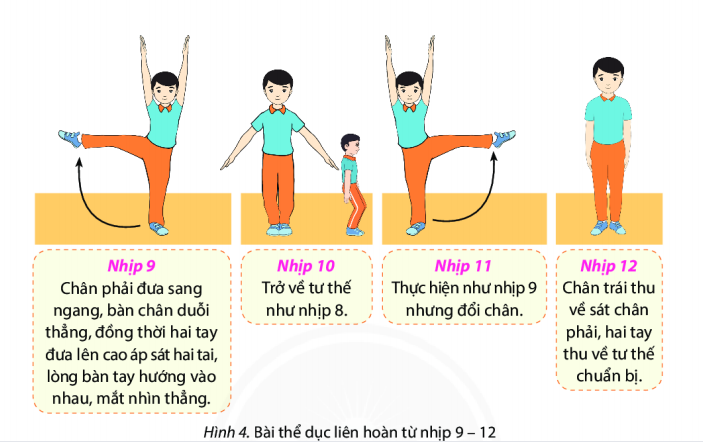 Nhịp 9
Chân phải đưa sang
ngang, bàn chân duỗi
thẳng, đồng thời hai tay
đưa lên cao áp sát hai tai,
lòng bàn tay hướng vào
nhau, mắt nhìn thẳng.
Nhịp 10
Trở về tư thế
như nhịp 8.
Nhịp 11
Thực hiện như nhịp 9
nhưng đổi chân.
Nhịp 12
Chân trái thu
về sát chân
phải, hai tay
thu về tư thế
chuẩn bị.
Hình 4. Bài thể dục liên hoàn từ nhịp 9 – 12